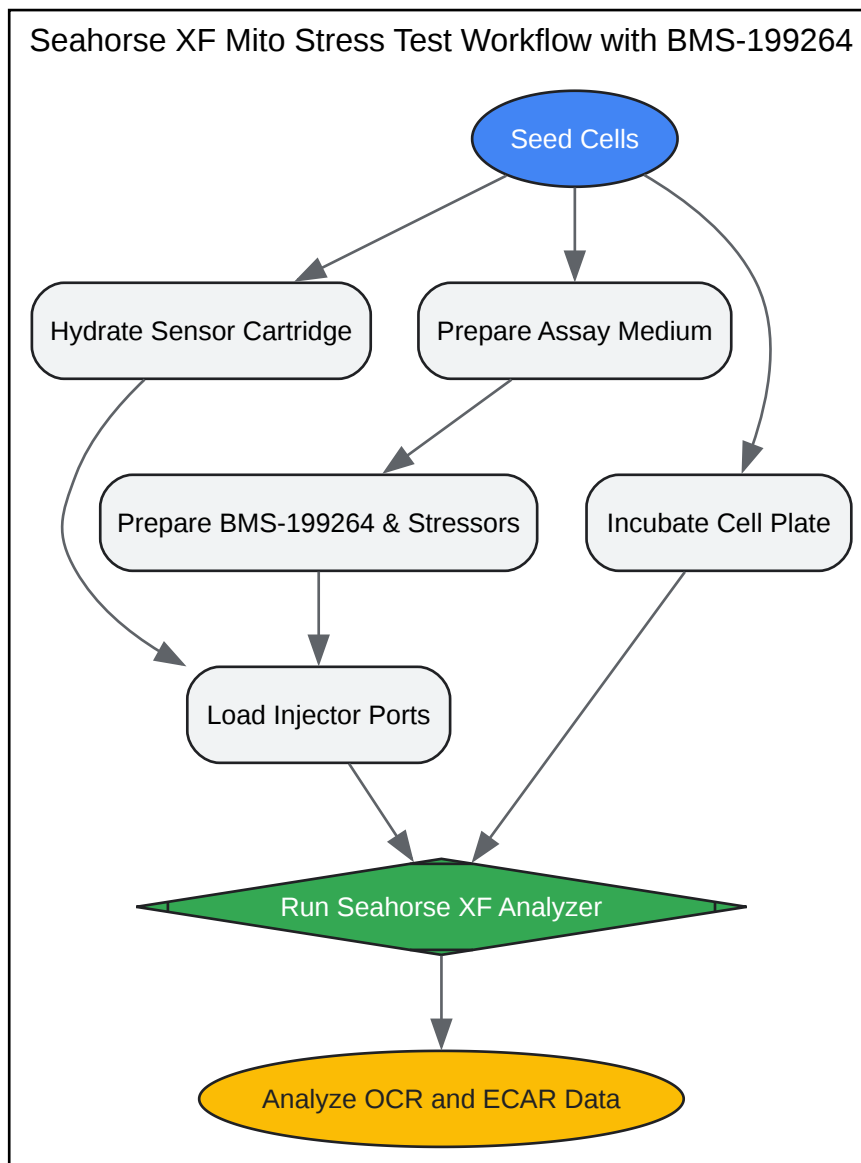 Seahorse XF Mito Stress Test Workflow with BMS-199264
Seed Cells
Hydrate Sensor Cartridge
Prepare Assay Medium
Prepare BMS-199264 & Stressors
Incubate Cell Plate
Load Injector Ports
Run Seahorse XF Analyzer
Analyze OCR and ECAR Data